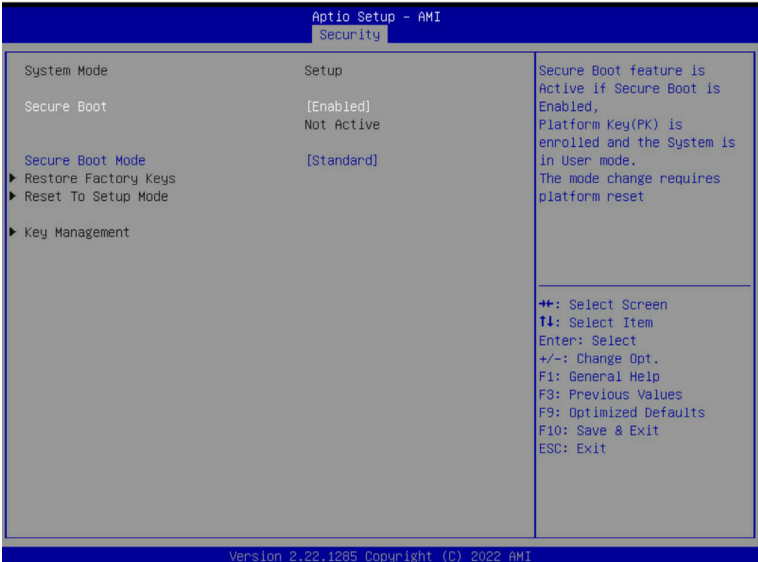 Aptio Setup – AMI
Security
System Mode Setup
Secure Boot [Enabled]
Not Active
Secure Boot Mode [Standard]
▶ Restore Factory Keys
▶ Reset To Setup Mode
▶ Key Management
Secure Boot feature is
Active if Secure Boot is
Enabled,
Platform Key(PK) is
enrolled and the System is
in User mode.
The mode change requires
platform reset
→←: Select Screen
↑↓: Select Item
Enter: Select
+/-: Change Opt.
F1: General Help
F3: Previous Values
F9: Optimized Defaults
F10: Save & Exit
ESC: Exit
Version 2.22.1285 Copyright (C) 2022 AMI